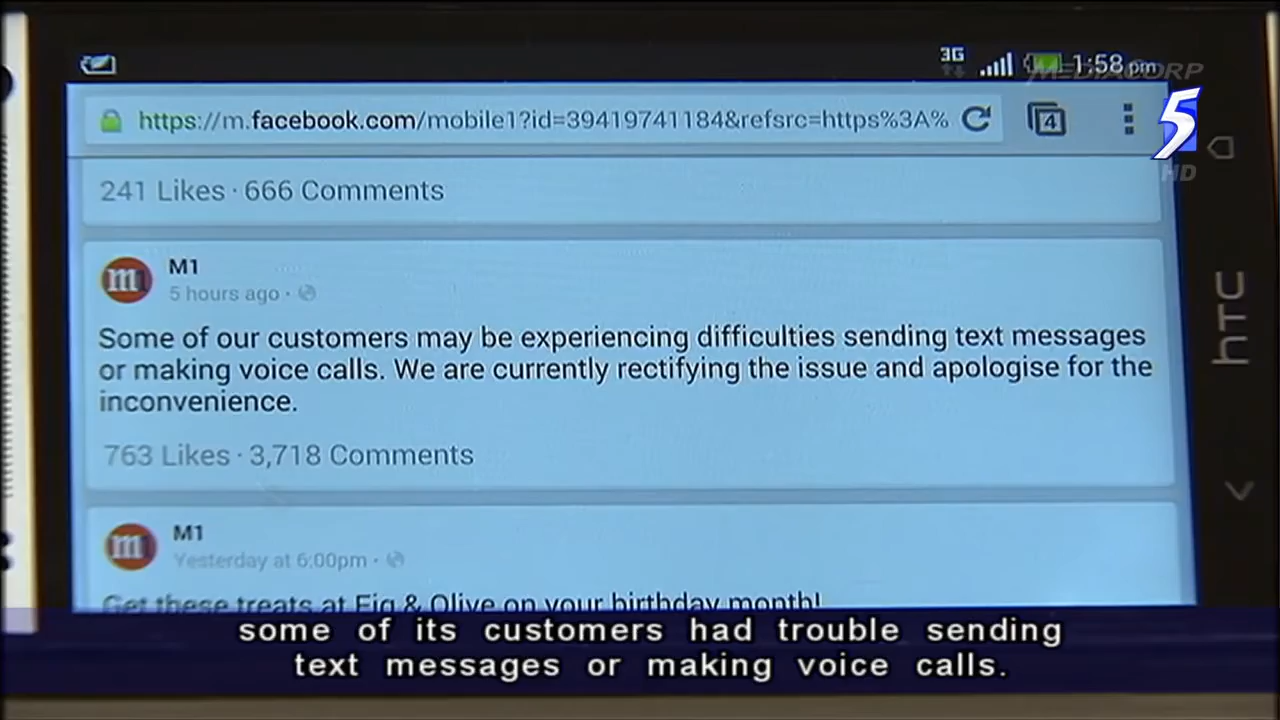 3G 1:58 pm
MEDIACORP
5
HD
https://m.facebook.com/mobile1?id=39419741184&refsrc=https%3A%
4
241 Likes · 666 Comments
m1
M1
5 hours ago ·
Some of our customers may be experiencing difficulties sending text messages
or making voice calls. We are currently rectifying the issue and apologise for the
inconvenience.
763 Likes · 3,718 Comments
m1
M1
Yesterday at 6:00pm ·
Get these treats at Fig & Olive on your birthday month!
hTC
some of its customers had trouble sending
text messages or making voice calls.